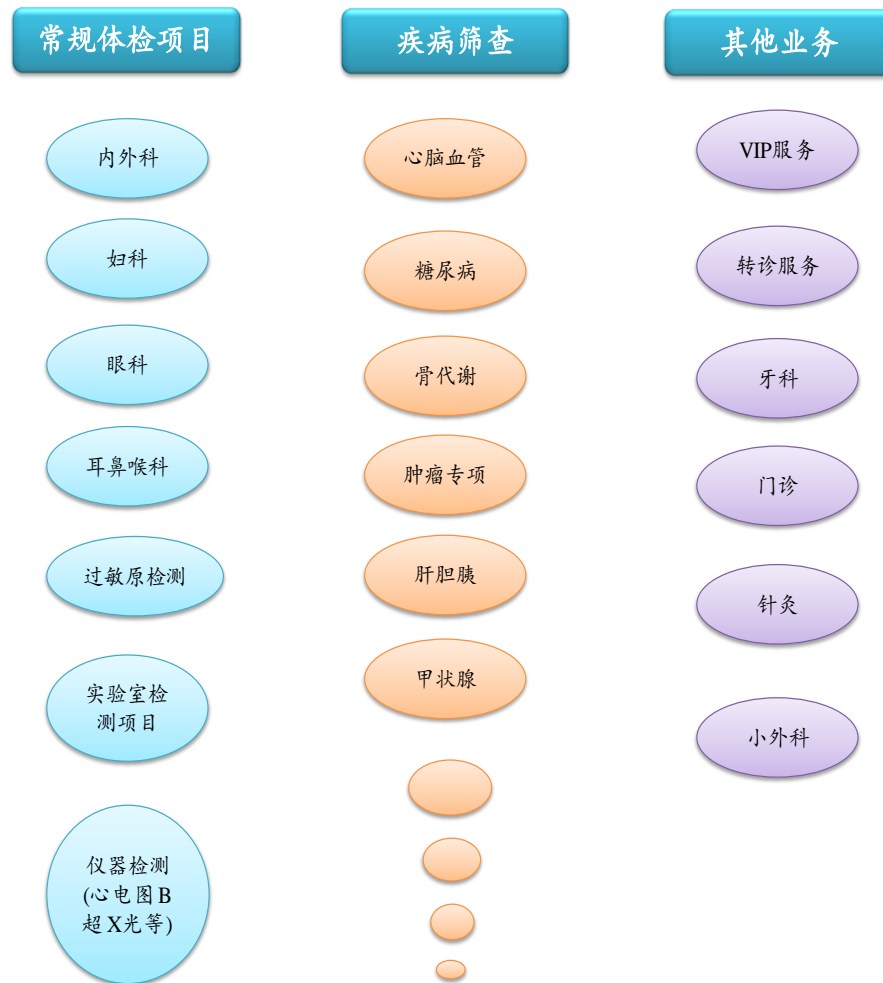 常规体检项目
内外科
妇科
眼科
耳鼻喉科
过敏原检测
实验室检
测项目
仪器检测
(心电图B
超X光等)
疾病筛查
心脑血管
糖尿病
骨代谢
肿瘤专项
肝胆胰
甲状腺
其他业务
VIP服务
转诊服务
牙科
门诊
针灸
小外科